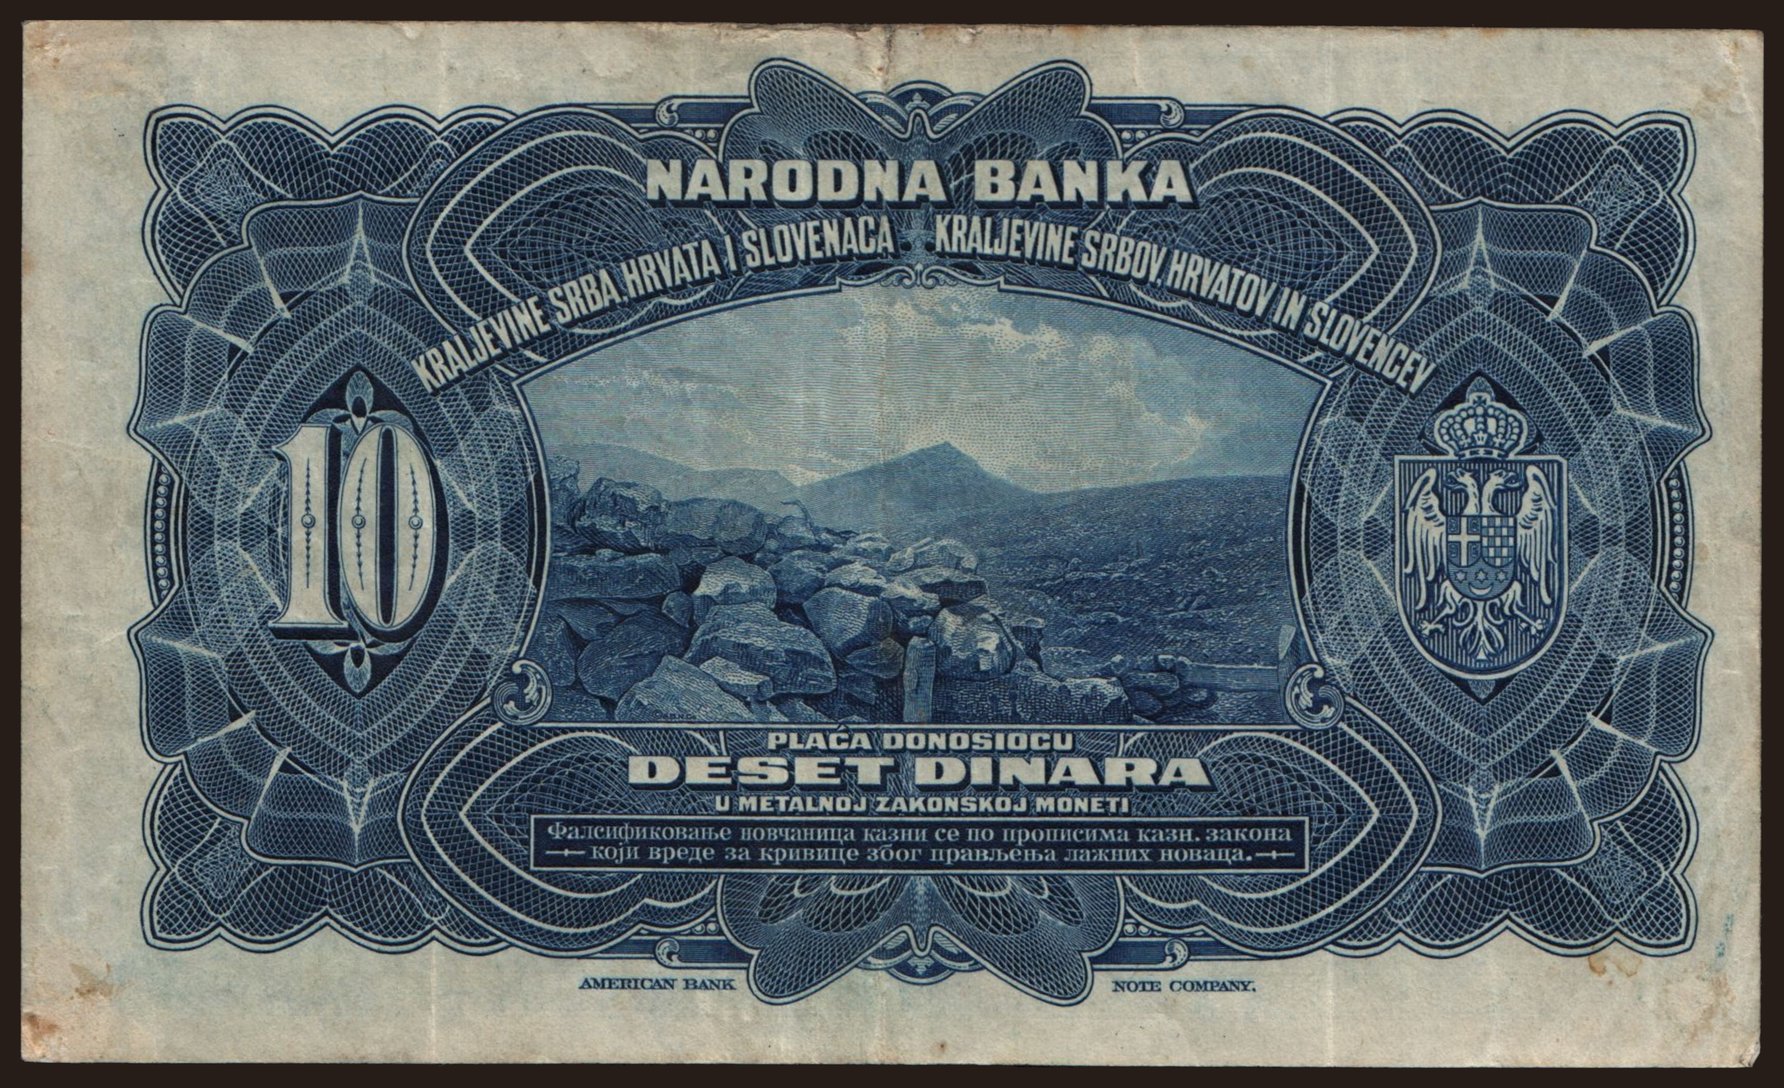 NARODNA BANKA
KRALJEVINE SRBA, HRVATA I SLOVENACA KRALJEVINE SRBOV, HRVATOV IN SLOVENCEV
10
PLAĆA DONOSIOCU
DESET DINARA
U METALNOJ ZAKONSKOJ MONETI
Фалсификовање новчаница казни се по прописима казн. закона
који вреде за кривице због прављења лажних новаца.
AMERICAN BANK NOTE COMPANY.